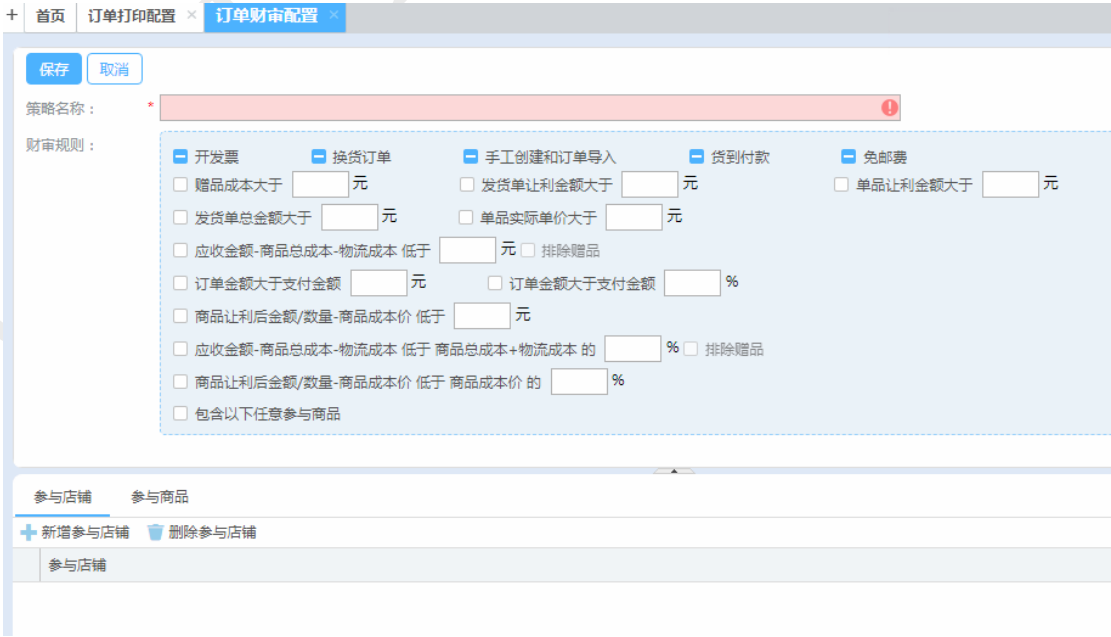 + 首页 订单打印配置 × 订单财审配置 ×
保存 取消
策略名称： *
财审规则：
开发票 换货订单 手工创建和订单导入 货到付款 免邮费
赠品成本大于 元 发货单让利金额大于 元 单品让利金额大于 元
发货单总金额大于 元 单品实际单价大于 元
应收金额-商品总成本-物流成本 低于 元 排除赠品
订单金额大于支付金额 元 订单金额大于支付金额 %
商品让利后金额/数量-商品成本价 低于 元
应收金额-商品总成本-物流成本 低于 商品总成本+物流成本 的 % 排除赠品
商品让利后金额/数量-商品成本价 低于 商品成本价 的 %
包含以下任意参与商品
参与店铺 参与商品
新增参与店铺 删除参与店铺
参与店铺